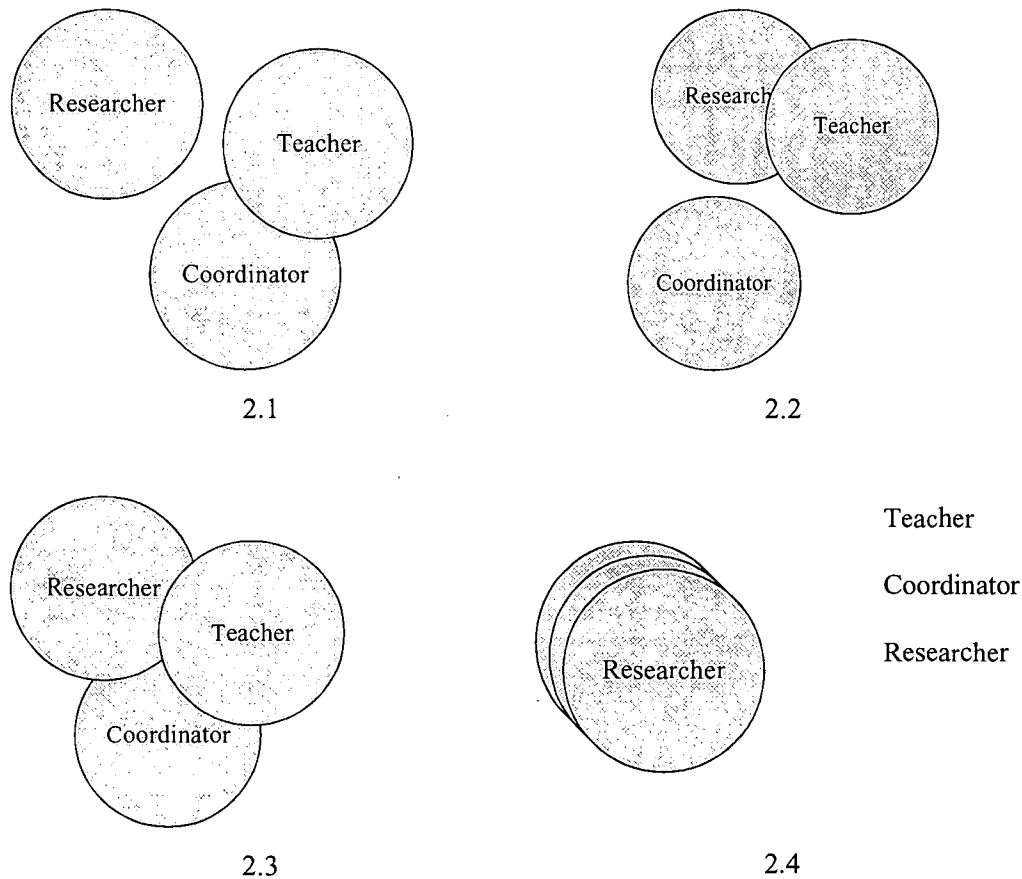 Researcher
Teacher
Coordinator
2.1
Research
Teacher
Coordinator
2.2
Researcher
Teacher
Coordinator
2.3
Researcher
Teacher
Coordinator
Researcher
2.4